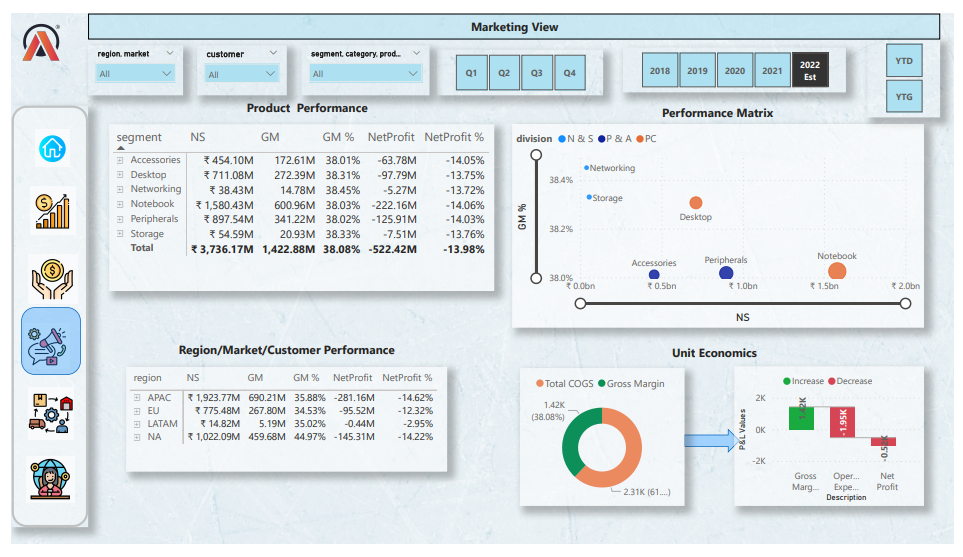 Marketing View
region, market
All
customer
All
segment, category, prod...
All
Q1 Q2 Q3 Q4
2018 2019 2020 2021 2022 Est
YTD
YTG
Product Performance
segment NS GM GM % NetProfit NetProfit %
Accessories ₹ 454.10M 172.61M 38.01% -63.78M -14.05%
Desktop ₹ 711.08M 272.39M 38.31% -97.79M -13.75%
Networking ₹ 38.43M 14.78M 38.45% -5.27M -13.72%
Notebook ₹ 1,580.43M 600.96M 38.03% -222.16M -14.06%
Peripherals ₹ 897.54M 341.22M 38.02% -125.91M -14.03%
Storage ₹ 54.59M 20.93M 38.33% -7.51M -13.76%
Total ₹ 3,736.17M 1,422.88M 38.08% -522.42M -13.98%
Performance Matrix
division N & S P & A PC
GM %
38.4%
38.2%
38.0%
Networking
Storage
Desktop
Accessories
Peripherals
Notebook
₹ 0.0bn ₹ 0.5bn ₹ 1.0bn ₹ 1.5bn ₹ 2.0bn
NS
Region/Market/Customer Performance
region NS GM GM % NetProfit NetProfit %
APAC ₹ 1,923.77M 690.21M 35.88% -281.16M -14.62%
EU ₹ 775.48M 267.80M 34.53% -95.52M -12.32%
LATAM ₹ 14.82M 5.19M 35.02% -0.44M -2.95%
NA ₹ 1,022.09M 459.68M 44.97% -145.31M -14.22%
Unit Economics
Total COGS Gross Margin
1.42K
(38.08%)
2.31K (61....)
Increase Decrease
P&L Values
2K
0K
-2K
1.42K
-1.95K
-0.52K
Gross Marg...
Oper... Expe...
Net Profit
Description